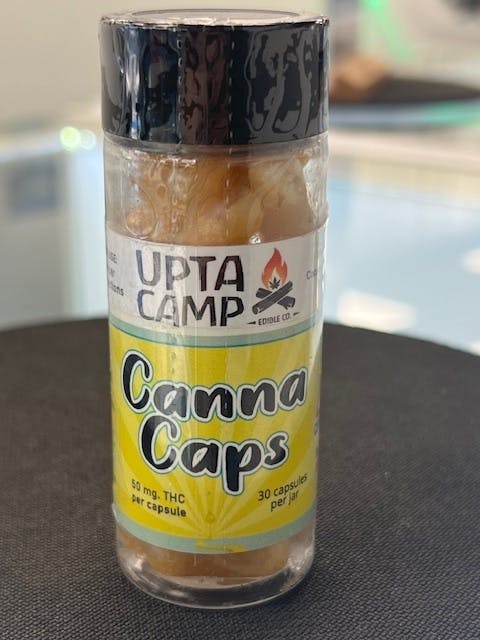 UPTA
CAMP
EDIBLE CO.
Canna
Caps
50 mg. THC
per capsule
30 capsules
per jar